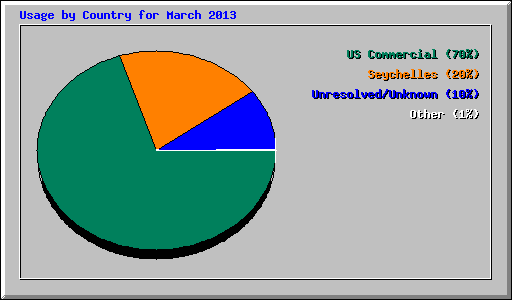 Usage by Country for March 2013
US Commercial (70%)
Seychelles (20%)
Unresolved/Unknown (10%)
Other (1%)